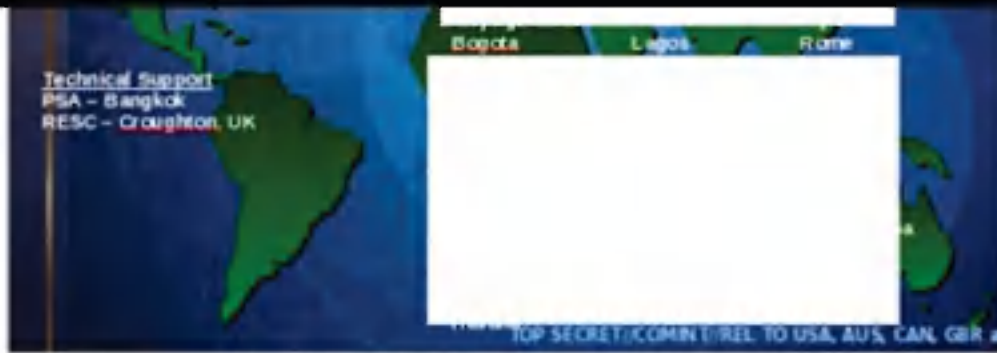 Bogota Lagos Rome
Technical Support
PSA – Bangkok
RESC – Croughton, UK
TOP SECRET//COMINT//REL TO USA, AUS, CAN, GBR